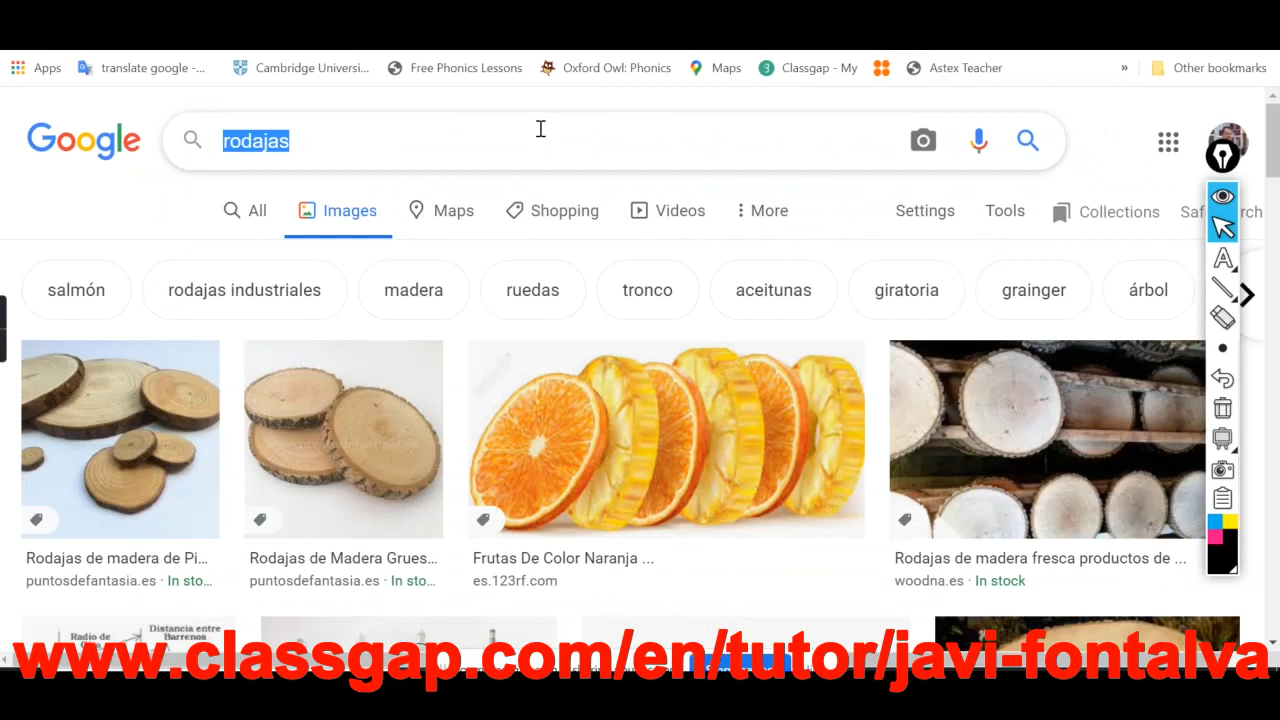 Apps translate google -... Cambridge Universi... Free Phonics Lessons Oxford Owl: Phonics Maps Classgap - My Astex Teacher » Other bookmarks
Google rodajas
All Images Maps Shopping Videos More Settings Tools Collections
salmón rodajas industriales madera ruedas tronco aceitunas giratoria grainger árbol
Rodajas de madera de Pi... Rodajas de Madera Grues... Frutas De Color Naranja ... Rodajas de madera fresca productos de ...
puntosdefantasia.es · In sto... puntosdefantasia.es · In sto... es.123rf.com woodna.es · In stock
Radio de Distancia entre
Barrenos
www.classgap.com/en/tutor/javi-fontalva